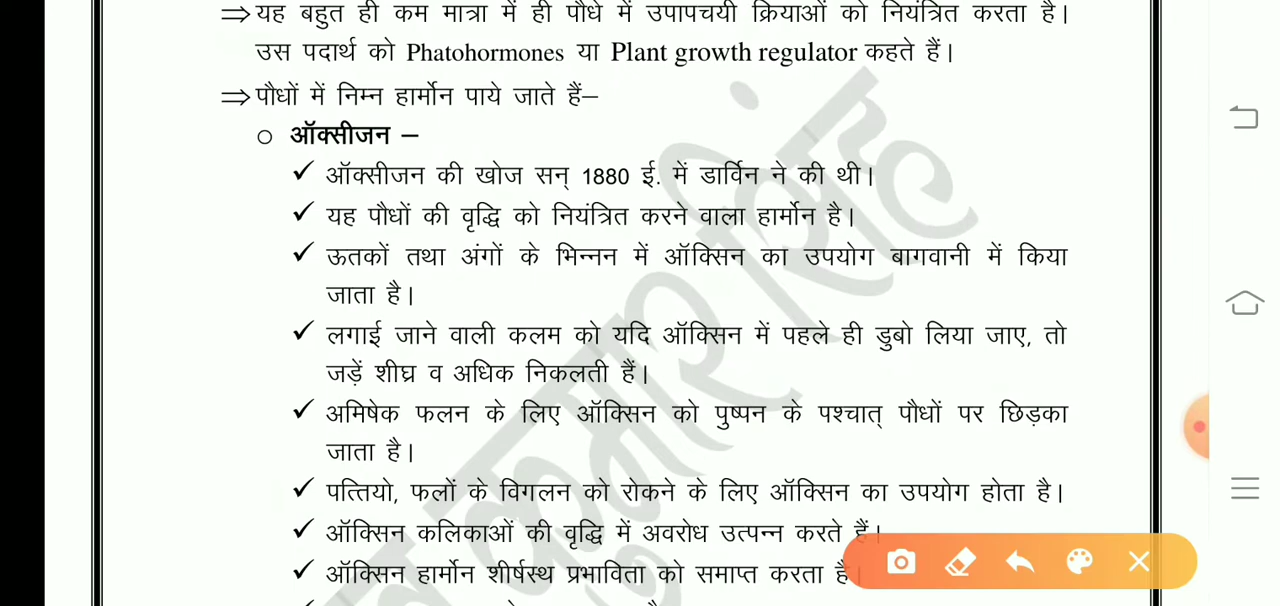 ⇒ यह बहुत ही कम मात्रा में ही पौधे में उपापचयी क्रियाओं को नियंत्रित करता है।
उस पदार्थ को Phatohormones या Plant growth regulator कहते हैं।
⇒ पौधों में निम्न हार्मोन पाये जाते हैं–
○ ऑक्सीजन –
✓ ऑक्सीजन की खोज सन् 1880 ई. में डार्विन ने की थी।
✓ यह पौधों की वृद्धि को नियंत्रित करने वाला हार्मोन है।
✓ ऊतकों तथा अंगों के भिन्नन में ऑक्सिन का उपयोग बागवानी में किया
जाता है।
✓ लगाई जाने वाली कलम को यदि ऑक्सिन में पहले ही डुबो लिया जाए, तो
जड़ें शीघ्र व अधिक निकलती हैं।
✓ अमिषेक फलन के लिए ऑक्सिन को पुष्पन के पश्चात् पौधों पर छिड़का
जाता है।
✓ पत्तियो, फलों के विगलन को रोकने के लिए ऑक्सिन का उपयोग होता है।
✓ ऑक्सिन कलिकाओं की वृद्धि में अवरोध उत्पन्न करते हैं।
✓ ऑक्सिन हार्मोन शीर्षस्थ प्रभाविता को समाप्त करता है।
कुमार सिंह